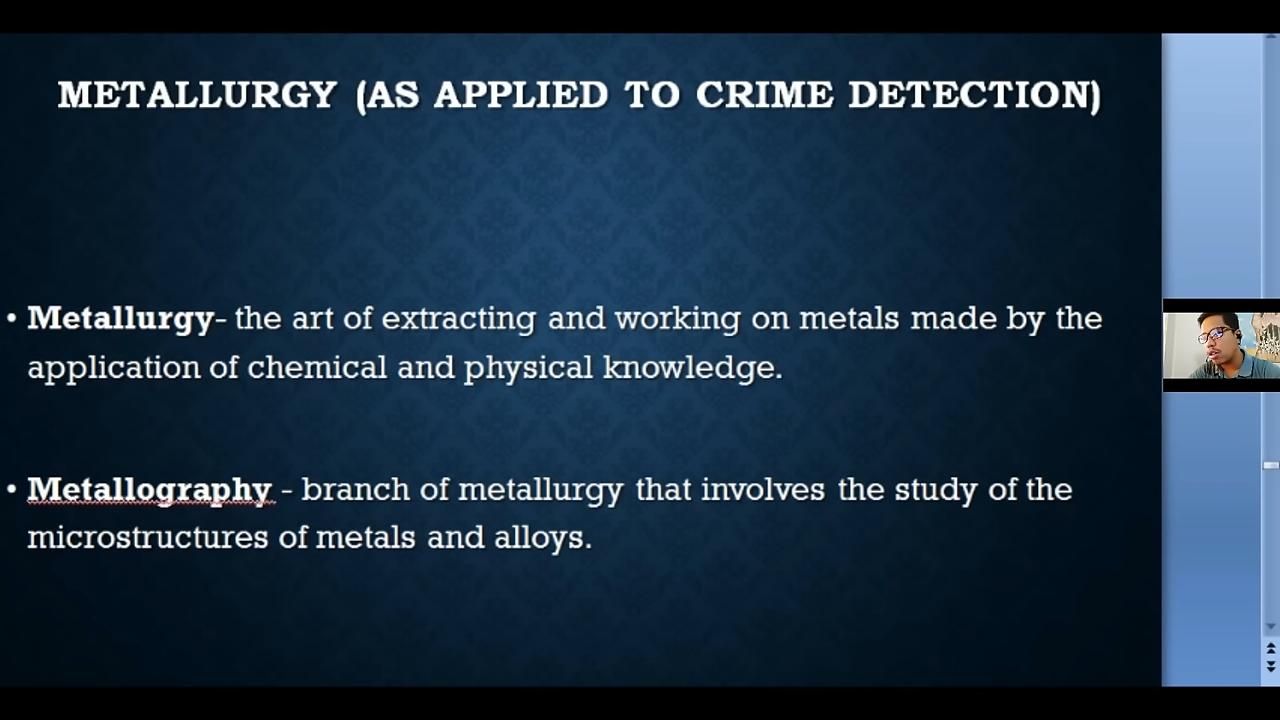 METALLURGY (AS APPLIED TO CRIME DETECTION)
• Metallurgy- the art of extracting and working on metals made by the
application of chemical and physical knowledge.
• Metallography - branch of metallurgy that involves the study of the
microstructures of metals and alloys.